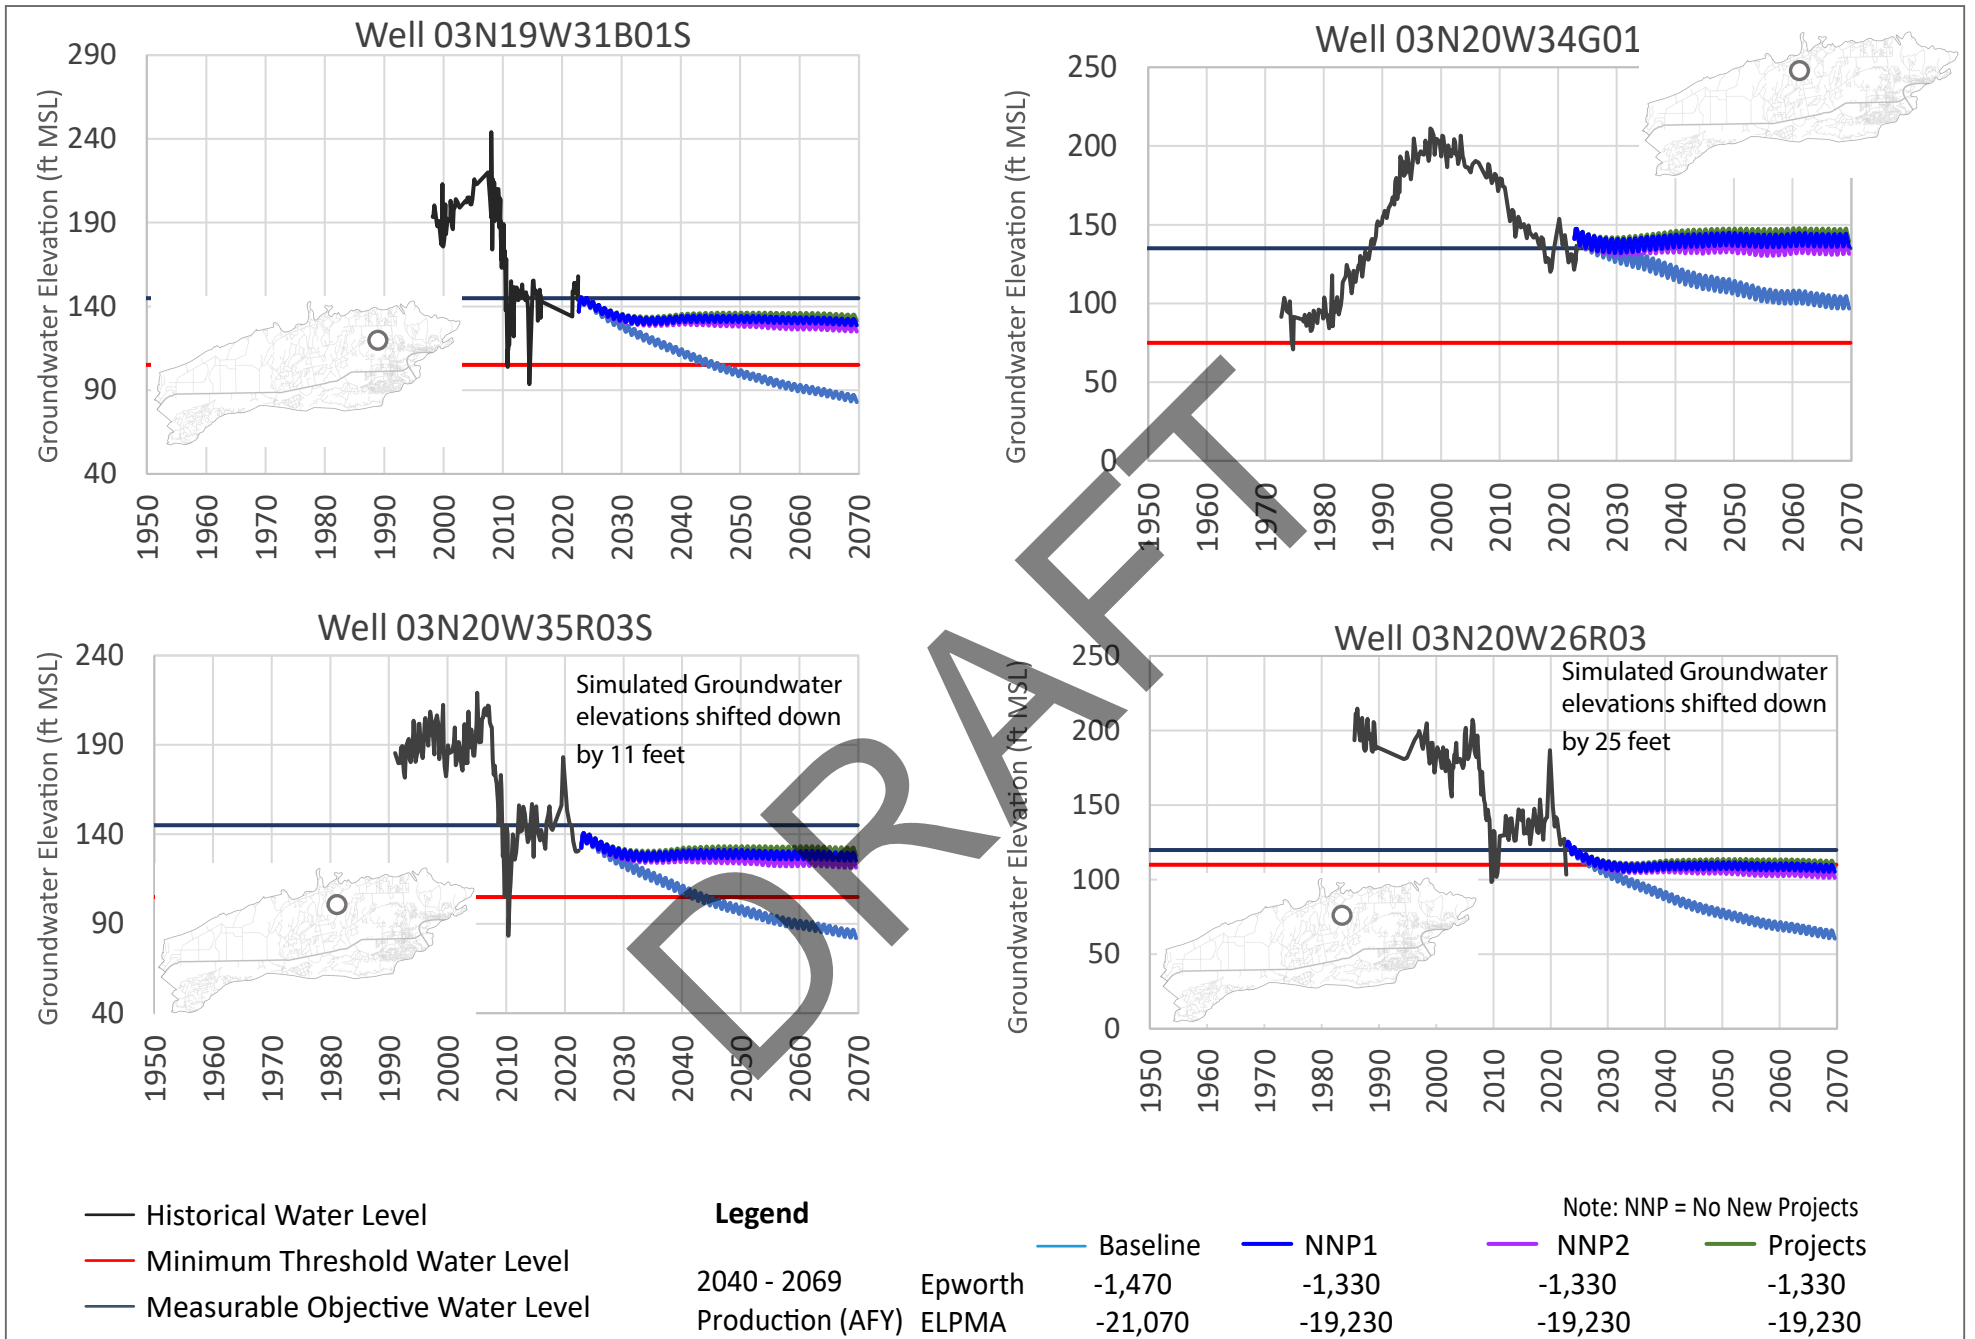 Well 03N19W31B01S
Groundwater Elevation (ft MSL)
290
240
190
140
90
40
1950 1960 1970 1980 1990 2000 2010 2020 2030 2040 2050 2060 2070
Well 03N20W34G01
Groundwater Elevation (ft MSL)
250
200
150
100
50
0
1950 1960 1970 1980 1990 2000 2010 2020 2030 2040 2050 2060 2070
Well 03N20W35R03S
Groundwater Elevation (ft MSL)
240
190
140
90
40
Simulated Groundwater
elevations shifted down
by 11 feet
1950 1960 1970 1980 1990 2000 2010 2020 2030 2040 2050 2060 2070
Well 03N20W26R03
Groundwater Elevation (ft MSL)
250
200
150
100
50
0
Simulated Groundwater
elevations shifted down
by 25 feet
1950 1960 1970 1980 1990 2000 2010 2020 2030 2040 2050 2060 2070
DRAFT
Historical Water Level
Minimum Threshold Water Level
Measurable Objective Water Level
Legend
Note: NNP = No New Projects
Baseline NNP1 NNP2 Projects
2040 - 2069 Epworth -1,470 -1,330 -1,330 -1,330
Production (AFY) ELPMA -21,070 -19,230 -19,230 -19,230